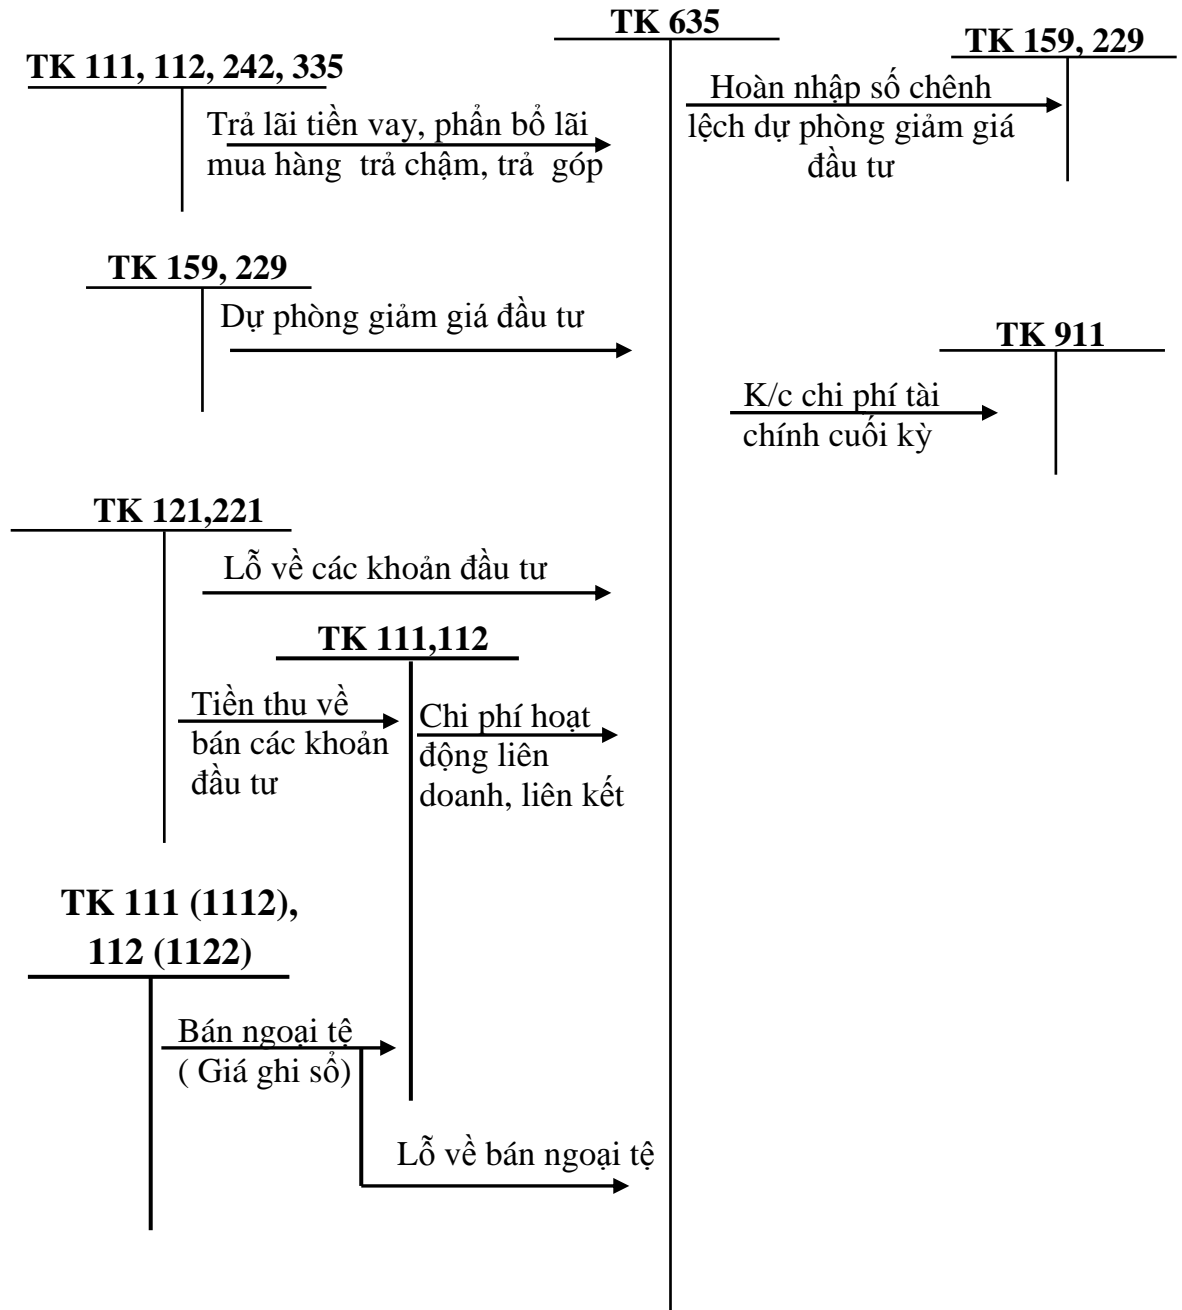 TK 635
TK 159, 229
TK 111, 112, 242, 335
Hoàn nhập số chênh
lệch dự phòng giảm giá
đầu tư
Trả lãi tiền vay, phẩn bổ lãi
mua hàng trả chậm, trả góp
TK 159, 229
Dự phòng giảm giá đầu tư
TK 911
K/c chi phí tài
chính cuối kỳ
TK 121,221
Lỗ về các khoản đầu tư
TK 111,112
Tiền thu về
bán các khoản
đầu tư
Chi phí hoạt
động liên
doanh, liên kết
TK 111 (1112),
112 (1122)
Bán ngoại tệ
( Giá ghi sổ)
Lỗ về bán ngoại tệ